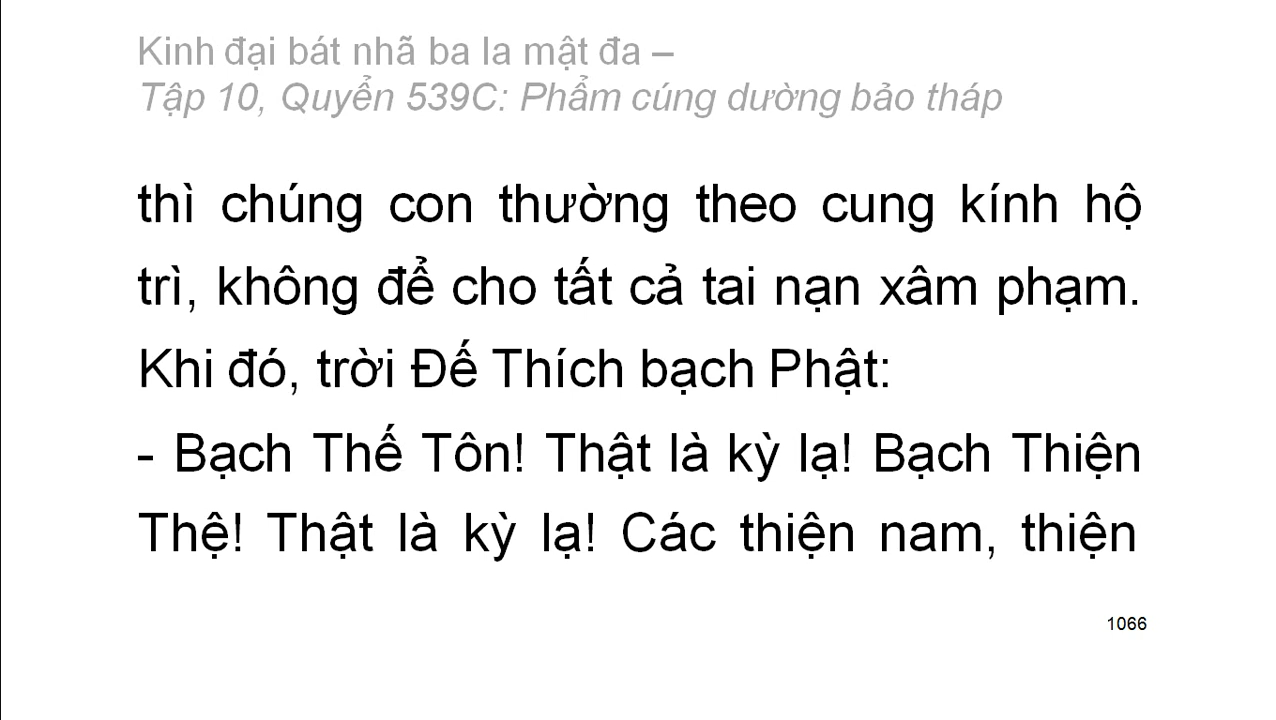 Kinh đại bát nhã ba la mật đa –
Tập 10, Quyển 539C: Phẩm cúng dường bảo tháp
thì chúng con thường theo cung kính hộ
trì, không để cho tất cả tai nạn xâm phạm.
Khi đó, trời Đế Thích bạch Phật:
- Bạch Thế Tôn! Thật là kỳ lạ! Bạch Thiện
Thệ! Thật là kỳ lạ! Các thiện nam, thiện
1066